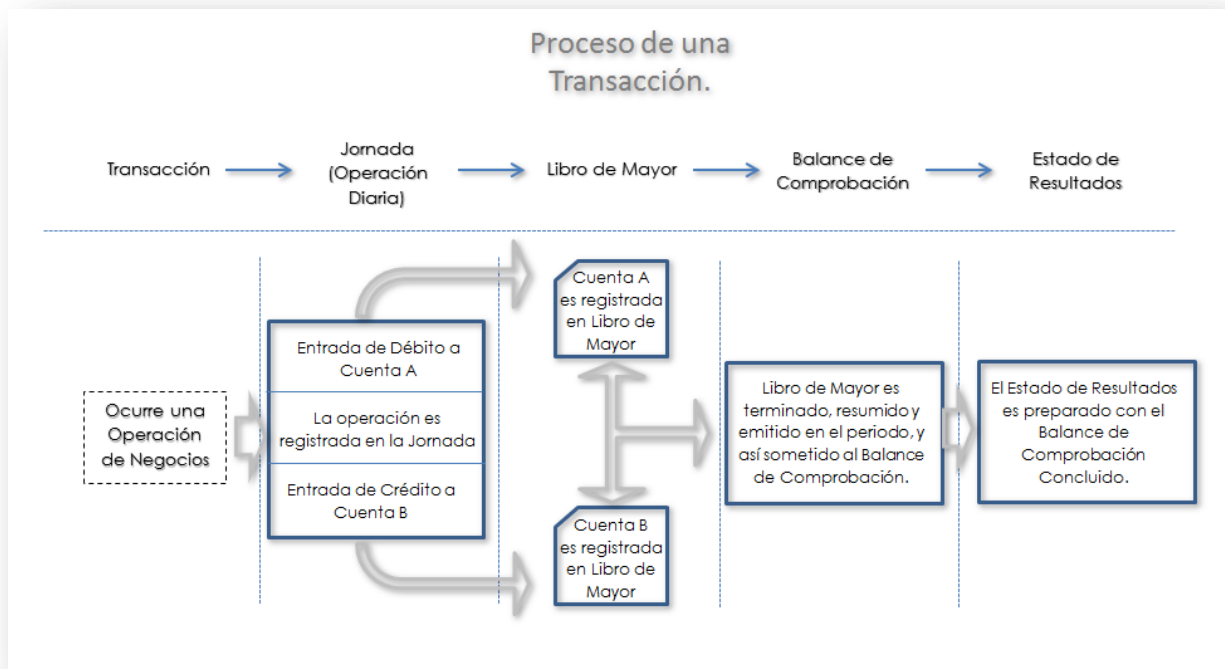 Proceso de una
Transacción.
Transacción
Jornada
(Operación
Diaria)
Libro de Mayor
Balance de
Comprobación
Estado de
Resultados
Ocurre una
Operación
de Negocios
Entrada de Débito a
Cuenta A
La operación es
registrada en la Jornada
Entrada de Crédito a
Cuenta B
Cuenta A
es registrada
en Libro de
Mayor
Cuenta B
es registrada
en Libro de
Mayor
Libro de Mayor es
terminado, resumido y
emitido en el periodo, y
así sometido al Balance
de Comprobación.
El Estado de Resultados
es preparado con el
Balance de
Comprobación
Concluido.